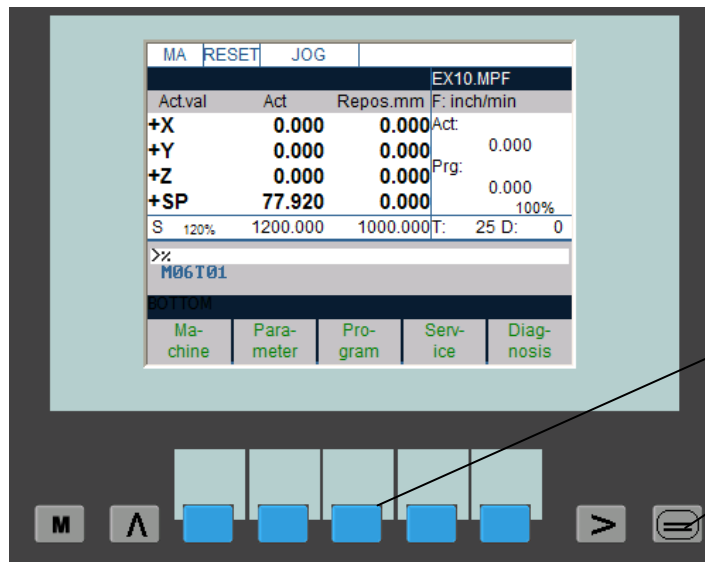 MA RESET JOG
EX10.MPF
Act.val Act Repos.mm F: inch/min
+X 0.000 0.000 Act:
+Y 0.000 0.000 0.000
+Z 0.000 0.000 Prg:
0.000
+SP 77.920 0.000 100%
S 120% 1200.000 1000.000 T: 25 D: 0
>%
M06T01
BOTTOM
Ma- Para- Pro- Serv- Diag-
chine meter gram ice nosis
M Λ >